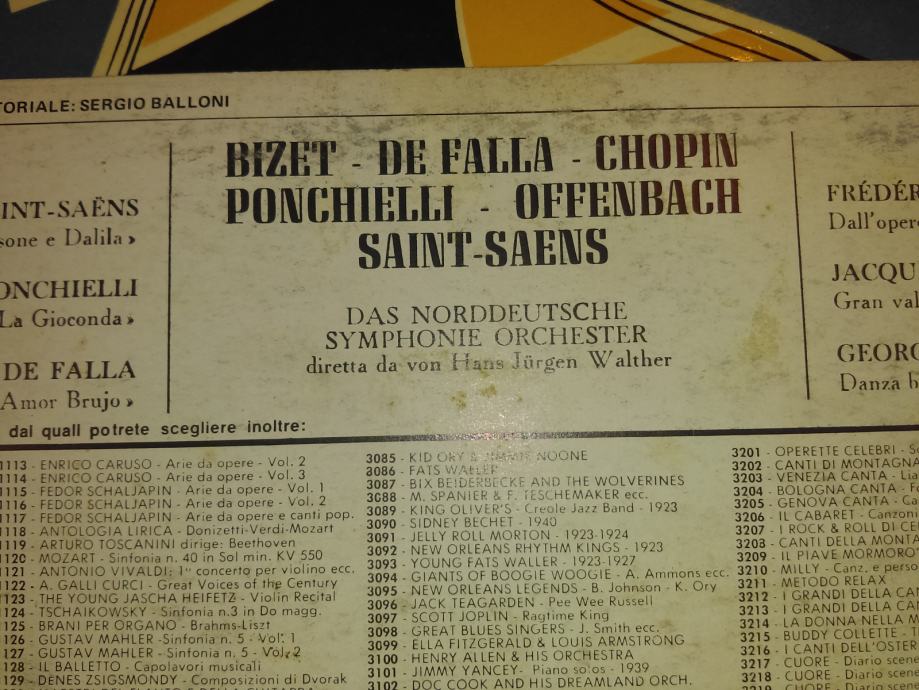 TORIALE: SERGIO BALLONI
INT-SAËNS
sone e Dalila »
ONCHIELLI
La Gioconda »
DE FALLA
Amor Brujo »
BIZET - DE FALLA - CHOPIN
PONCHIELLI - OFFENBACH
SAINT-SAENS
DAS NORDDEUTSCHE
SYMPHONIE ORCHESTER
diretta da von Hans Jürgen Walther
FRÉDÉR
Dall'oper
JACQU
Gran val
GEORG
Danza b
dai quali potrete scegliere inoltre:
1113 - ENRICO CARUSO - Arie da opere - Vol. 2
1114 - ENRICO CARUSO - Arie da opere - Vol. 3
1115 - FEDOR SCHALJAPIN - Arie da opere - Vol. 1
1116 - FEDOR SCHALJAPIN - Arie da opere - Vol. 2
1117 - FEDOR SCHALJAPIN - Arie da opere e canti pop.
1118 - ANTOLOGIA LIRICA - Donizetti-Verdi-Mozart
1119 - ARTURO TOSCANINI dirige: Beethoven
1120 - MOZART - Sinfonia n. 40 in Sol min. KV 550
121 - ANTONIO VIVALDI: 1° concerto per violino ecc.
1122 - A. GALLI CURCI - Great Voices of the Century
1123 - THE YOUNG JASCHA HEIFETZ - Violin Recital
124 - TSCHAIKOWSKY - Sinfonia n.3 in Do magg.
125 - BRANI PER ORGANO - Brahms-Liszt
126 - GUSTAV MAHLER - Sinfonia n. 5 - Vol. 1
127 - GUSTAV MAHLER - Sinfonia n. 5 - Vol. 2
128 - IL BALLETTO - Capolavori musicali
129 - DENES ZSIGMONDY - Composizioni di Dvorak
3085 - KID ORY & JIMMIE NOONE
3086 - FATS WALLER
3087 - BIX BEIDERBECKE AND THE WOLVERINES
3088 - M. SPANIER & F. TESCHEMAKER ecc.
3089 - KING OLIVER'S - Creole Jazz Band - 1923
3090 - SIDNEY BECHET - 1940
3091 - JELLY ROLL MORTON - 1923-1924
3092 - NEW ORLEANS RHYTHM KINGS - 1923
3093 - YOUNG FATS WALLER - 1923-1927
3094 - GIANTS OF BOOGIE WOOGIE - A. Ammons ecc.
3095 - NEW ORLEANS LEGENDS - B. Johnson - K. Ory
3096 - JACK TEAGARDEN - Pee Wee Russell
3097 - SCOTT JOPLIN - Ragtime King
3098 - GREAT BLUES SINGERS - J. Smith ecc.
3099 - ELLA FITZGERALD & LOUIS ARMSTRONG
3100 - HENRY ALLEN & HIS ORCHESTRA
3101 - JIMMY YANCEY - Piano solos - 1939
3102 - DOC COOK AND HIS DREAMLAND ORCH.
3201 - OPERETTE CELEBRI - S
3202 - CANTI DI MONTAGNA
3203 - VENEZIA CANTA - Lia
3204 - BOLOGNA CANTA - F
3205 - GENOVA CANTA - Ca
3206 - IL CABARET - Canzoni
3207 - I ROCK & ROLL DI CE
3208 - CANTI DELLA MONTA
3209 - IL PIAVE MORMORO
3210 - MILLY - Canz. e perso
3211 - METODO RELAX
3212 - I GRANDI DELLA CAN
3213 - I GRANDI DELLA CAN
3214 - LA DONNA NELLA M
3215 - BUDDY COLLETTE - T
3216 - I CANTI DELL'OSTER
3217 - CUORE - Diario scene
3218 - CUORE - Diario scen